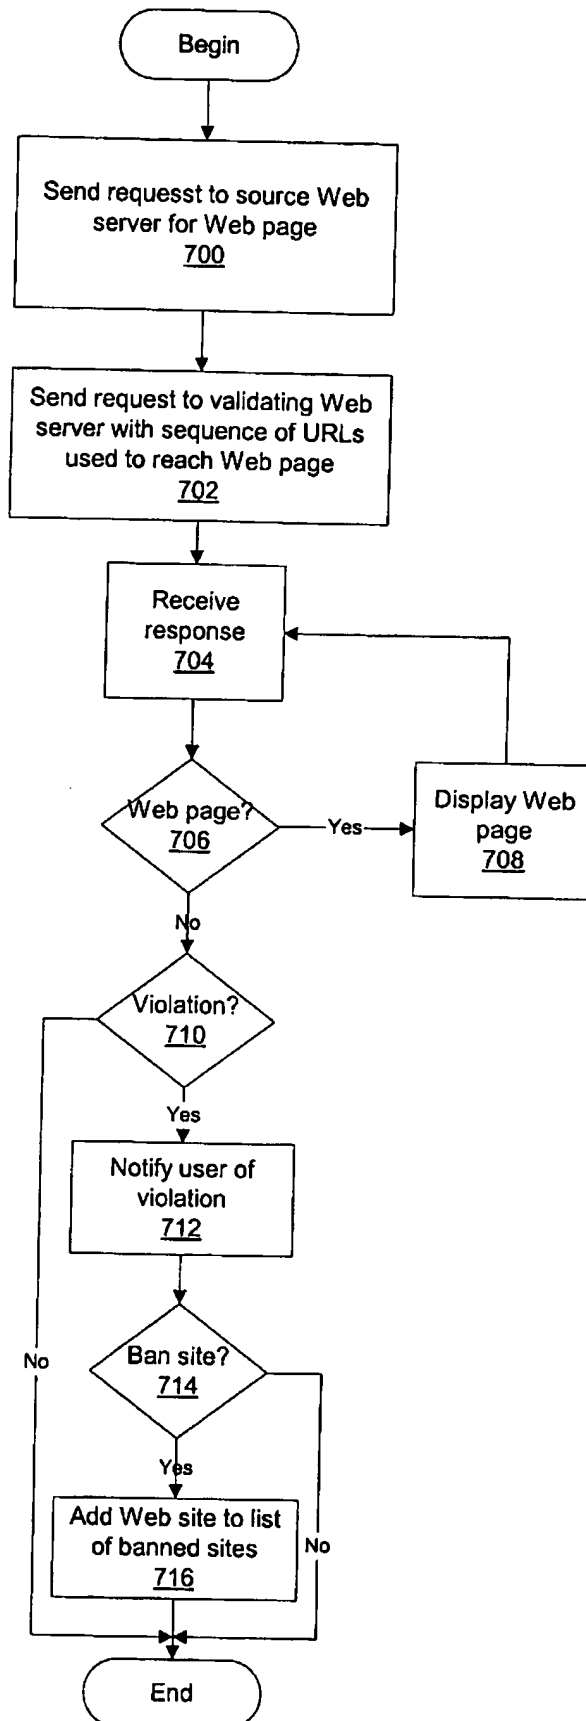 Begin
Send requesst to source Web
server for Web page
700
Send request to validating Web
server with sequence of URLs
used to reach Web page
702
Receive
response
704
Web page?
706
Yes
Display Web
page
708
No
Violation?
710
Yes
Notify user of
violation
712
No
Ban site?
714
Yes
Add Web site to list
of banned sites
716
No
End